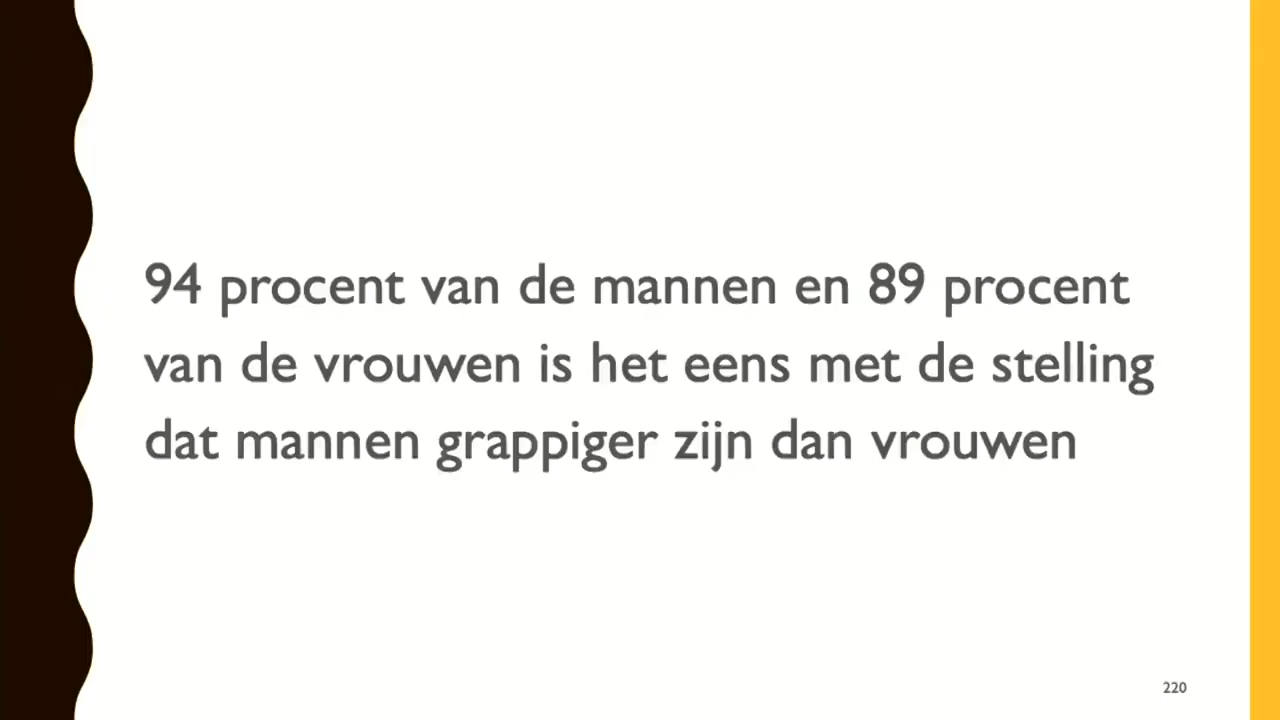 94 procent van de mannen en 89 procent
van de vrouwen is het eens met de stelling
dat mannen grappiger zijn dan vrouwen
220